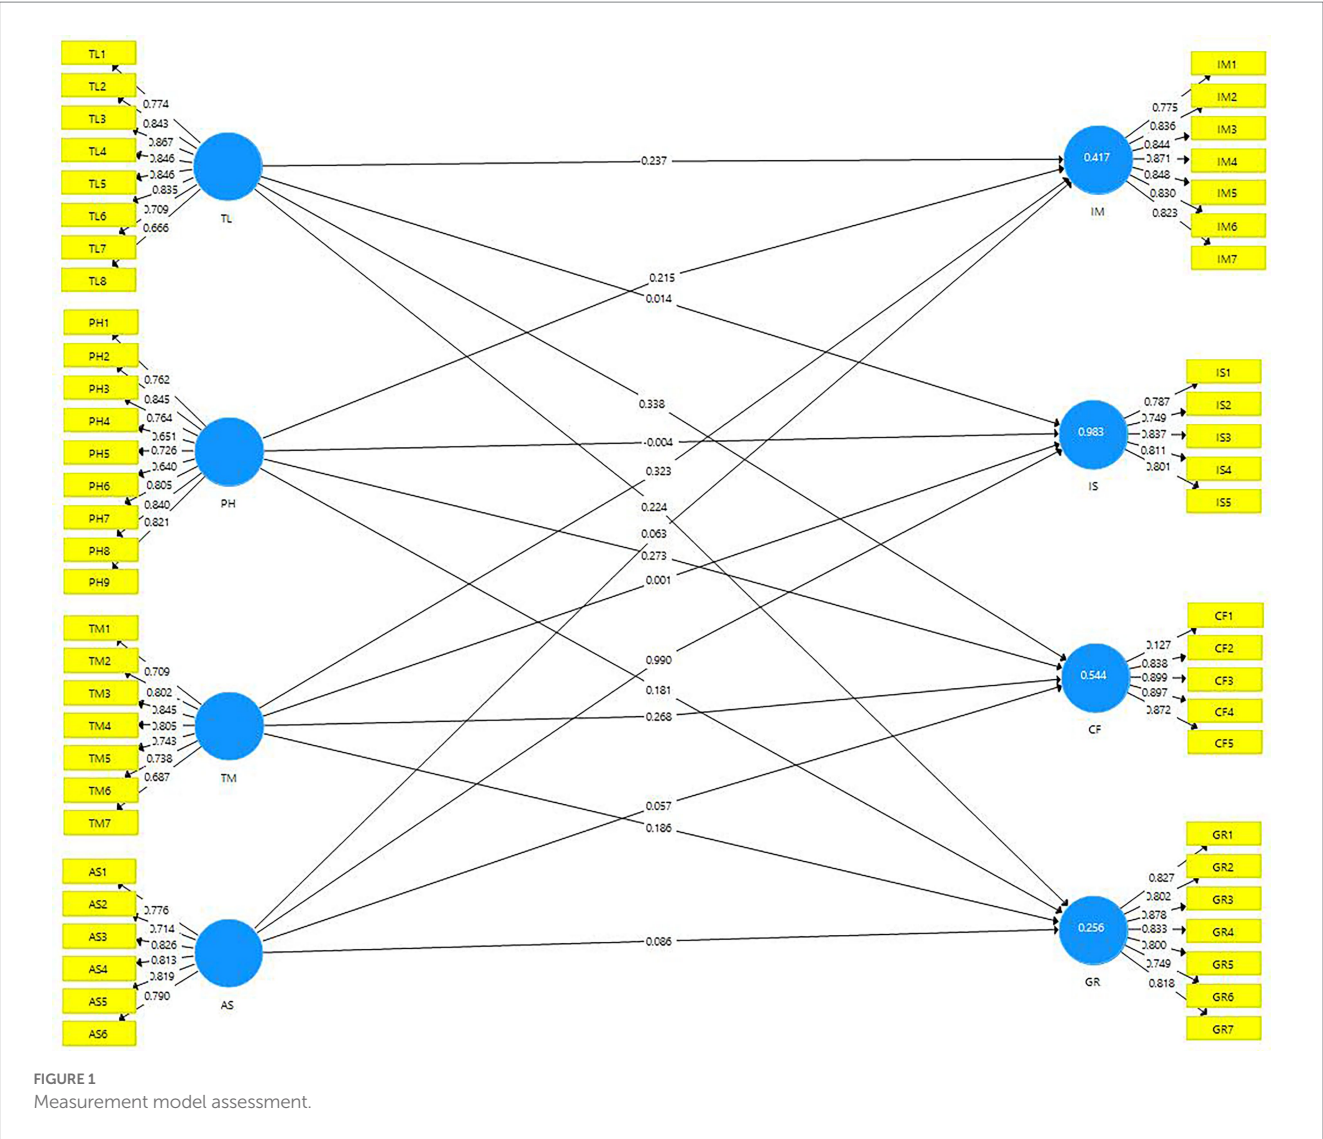 TL1
TL2
TL3
TL4
TL5
TL6
TL7
TL8
0.774
0.843
0.867
0.846
0.846
0.835
0.709
0.666
TL
PH1
PH2
PH3
PH4
PH5
PH6
PH7
PH8
PH9
0.762
0.845
0.764
0.651
0.726
0.640
0.805
0.840
0.821
PH
TM1
TM2
TM3
TM4
TM5
TM6
TM7
0.709
0.802
0.845
0.805
0.743
0.738
0.687
TM
AS1
AS2
AS3
AS4
AS5
AS6
0.776
0.714
0.826
0.813
0.819
0.790
AS
0.237
0.215
0.014
0.338
-0.004
0.323
0.224
0.063
0.273
0.001
0.990
0.181
0.268
0.057
0.186
0.086
0.417
IM
0.775
0.836
0.844
0.871
0.848
0.830
0.823
IM1
IM2
IM3
IM4
IM5
IM6
IM7
0.983
IS
0.787
0.749
0.837
0.811
0.801
IS1
IS2
IS3
IS4
IS5
0.544
CF
0.127
0.838
0.899
0.897
0.872
CF1
CF2
CF3
CF4
CF5
0.256
GR
0.827
0.802
0.878
0.833
0.800
0.749
0.818
GR1
GR2
GR3
GR4
GR5
GR6
GR7
FIGURE 1
Measurement model assessment.